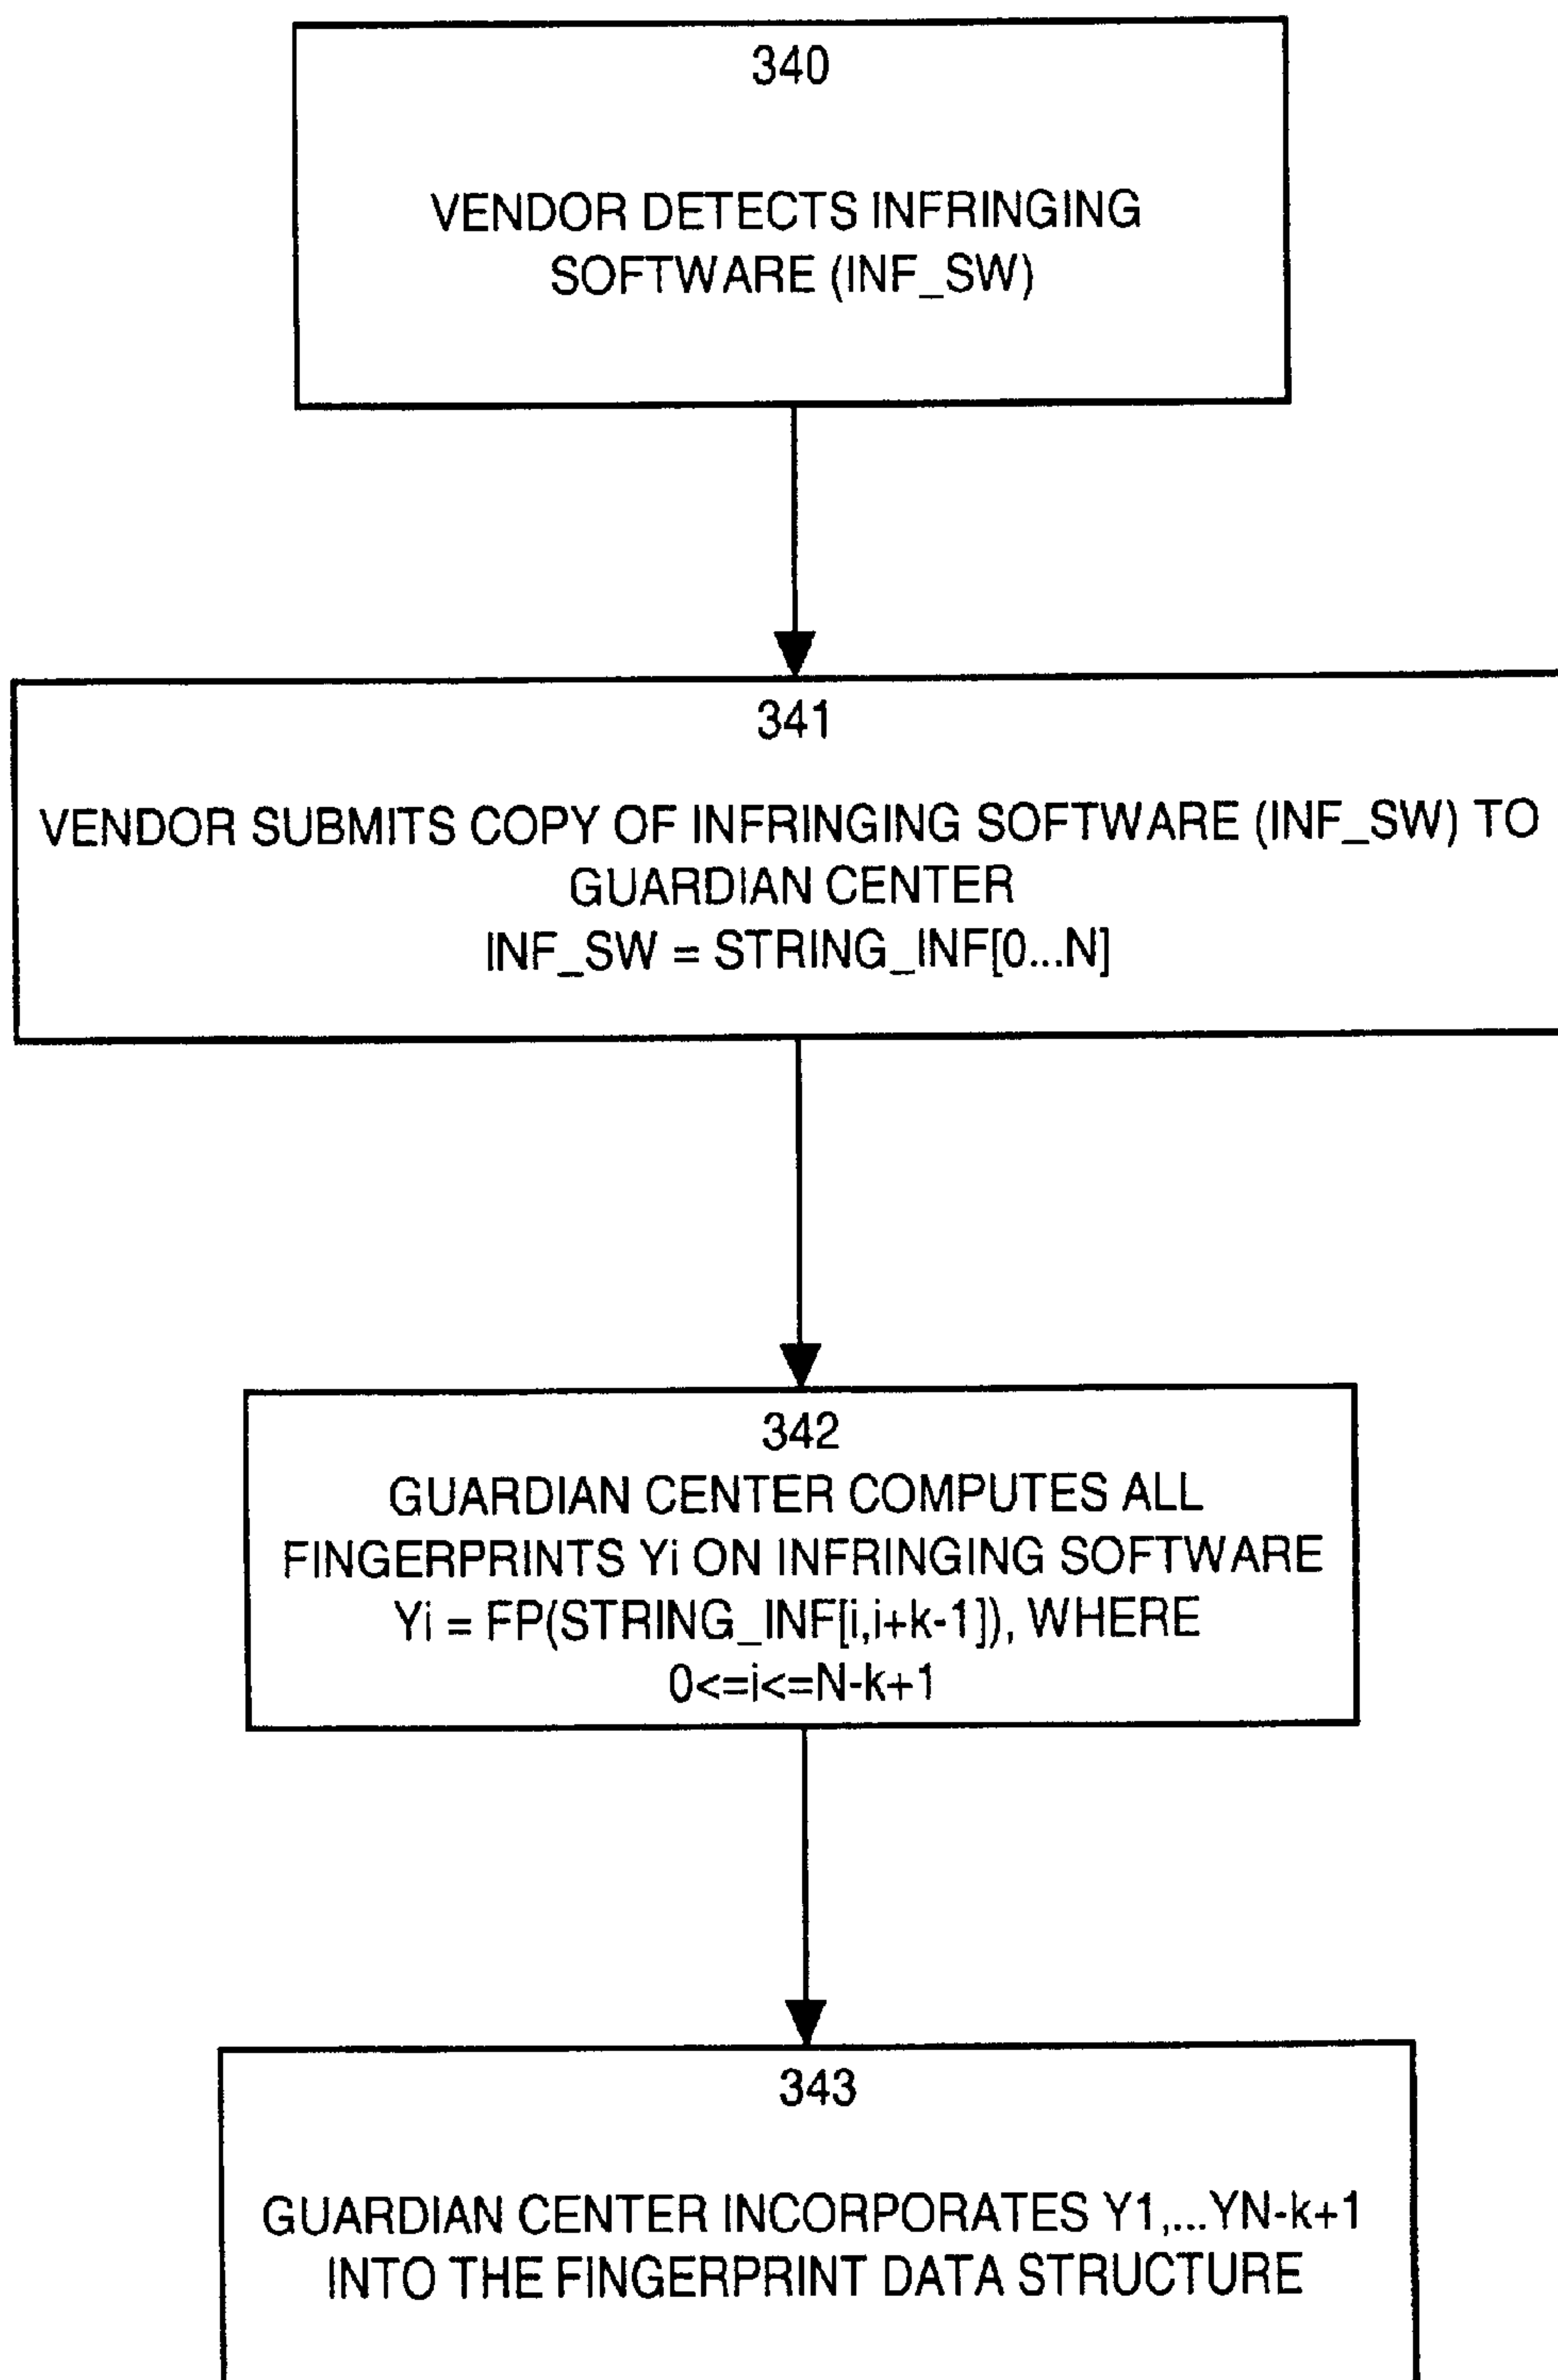 340
VENDOR DETECTS INFRINGING
SOFTWARE (INF_SW)
341
VENDOR SUBMITS COPY OF INFRINGING SOFTWARE (INF_SW) TO
GUARDIAN CENTER
INF_SW = STRING_INF[0...N]
342
GUARDIAN CENTER COMPUTES ALL
FINGERPRINTS Yi ON INFRINGING SOFTWARE
Yi = FP(STRING_INF[i,i+k-1]), WHERE
0<=i<=N-k+1
343
GUARDIAN CENTER INCORPORATES Y1,...YN-k+1
INTO THE FINGERPRINT DATA STRUCTURE